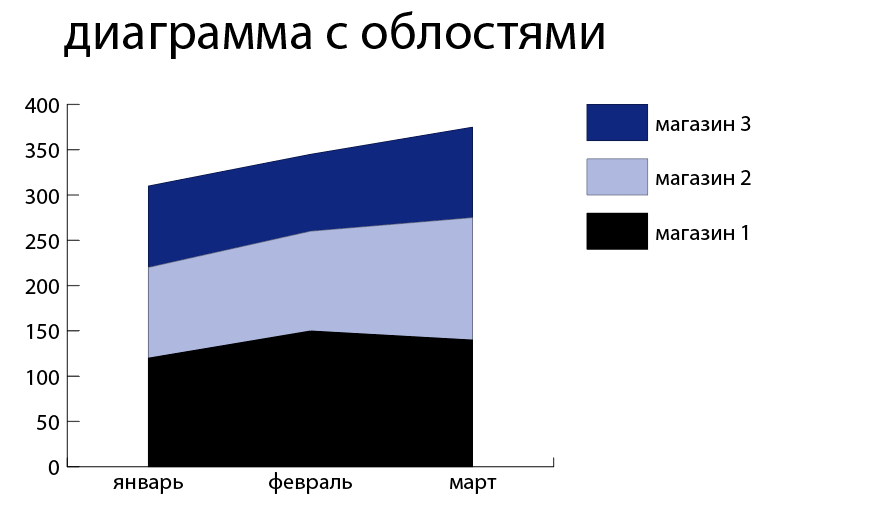 диаграмма с облостями
400
350
300
250
200
150
100
50
0
январь февраль март
магазин 3
магазин 2
магазин 1